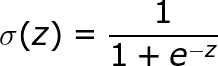 σ(z) = 1 / (1 + e^{-z})